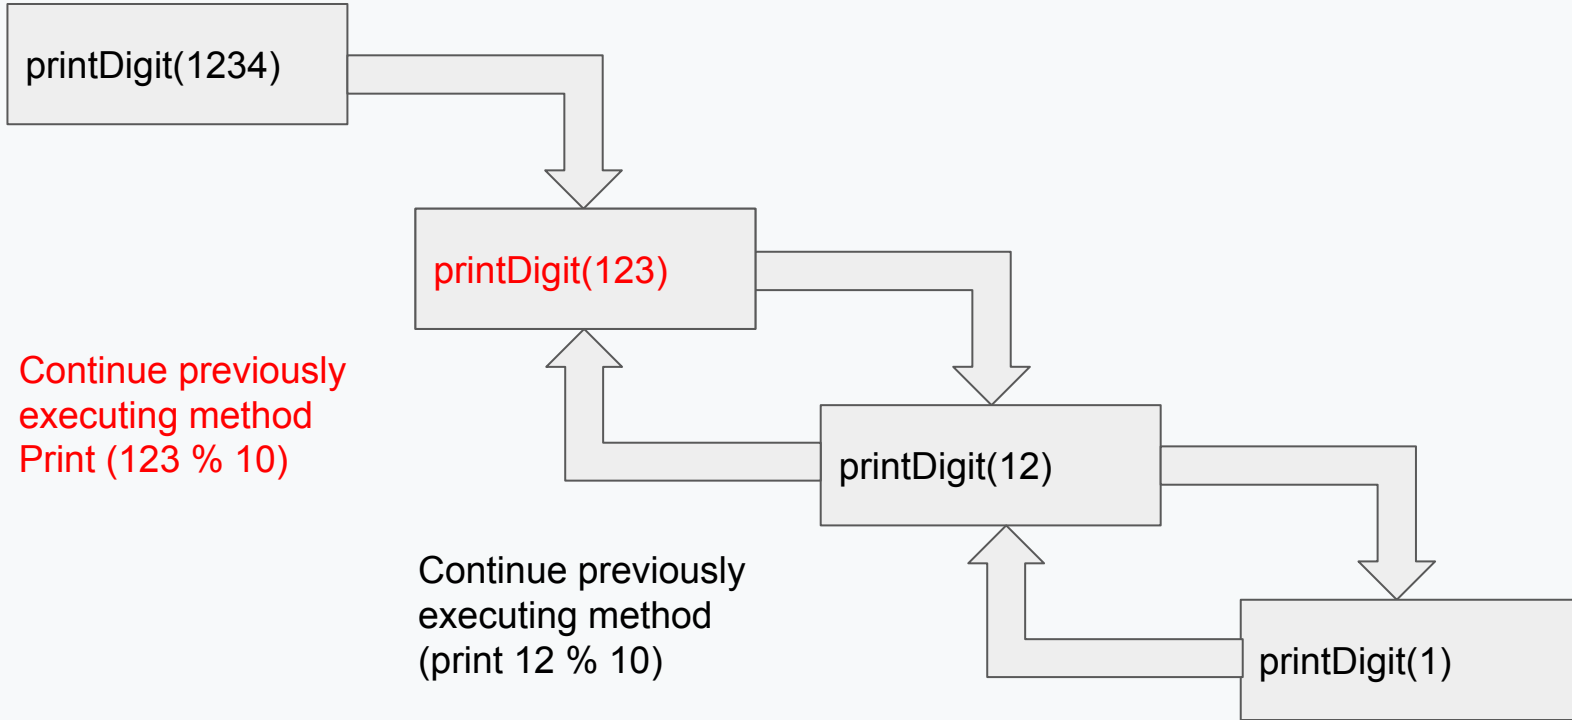 printDigit(1234)
printDigit(123)
Continue previously
executing method
Print (123 % 10)
printDigit(12)
Continue previously
executing method
(print 12 % 10)
printDigit(1)